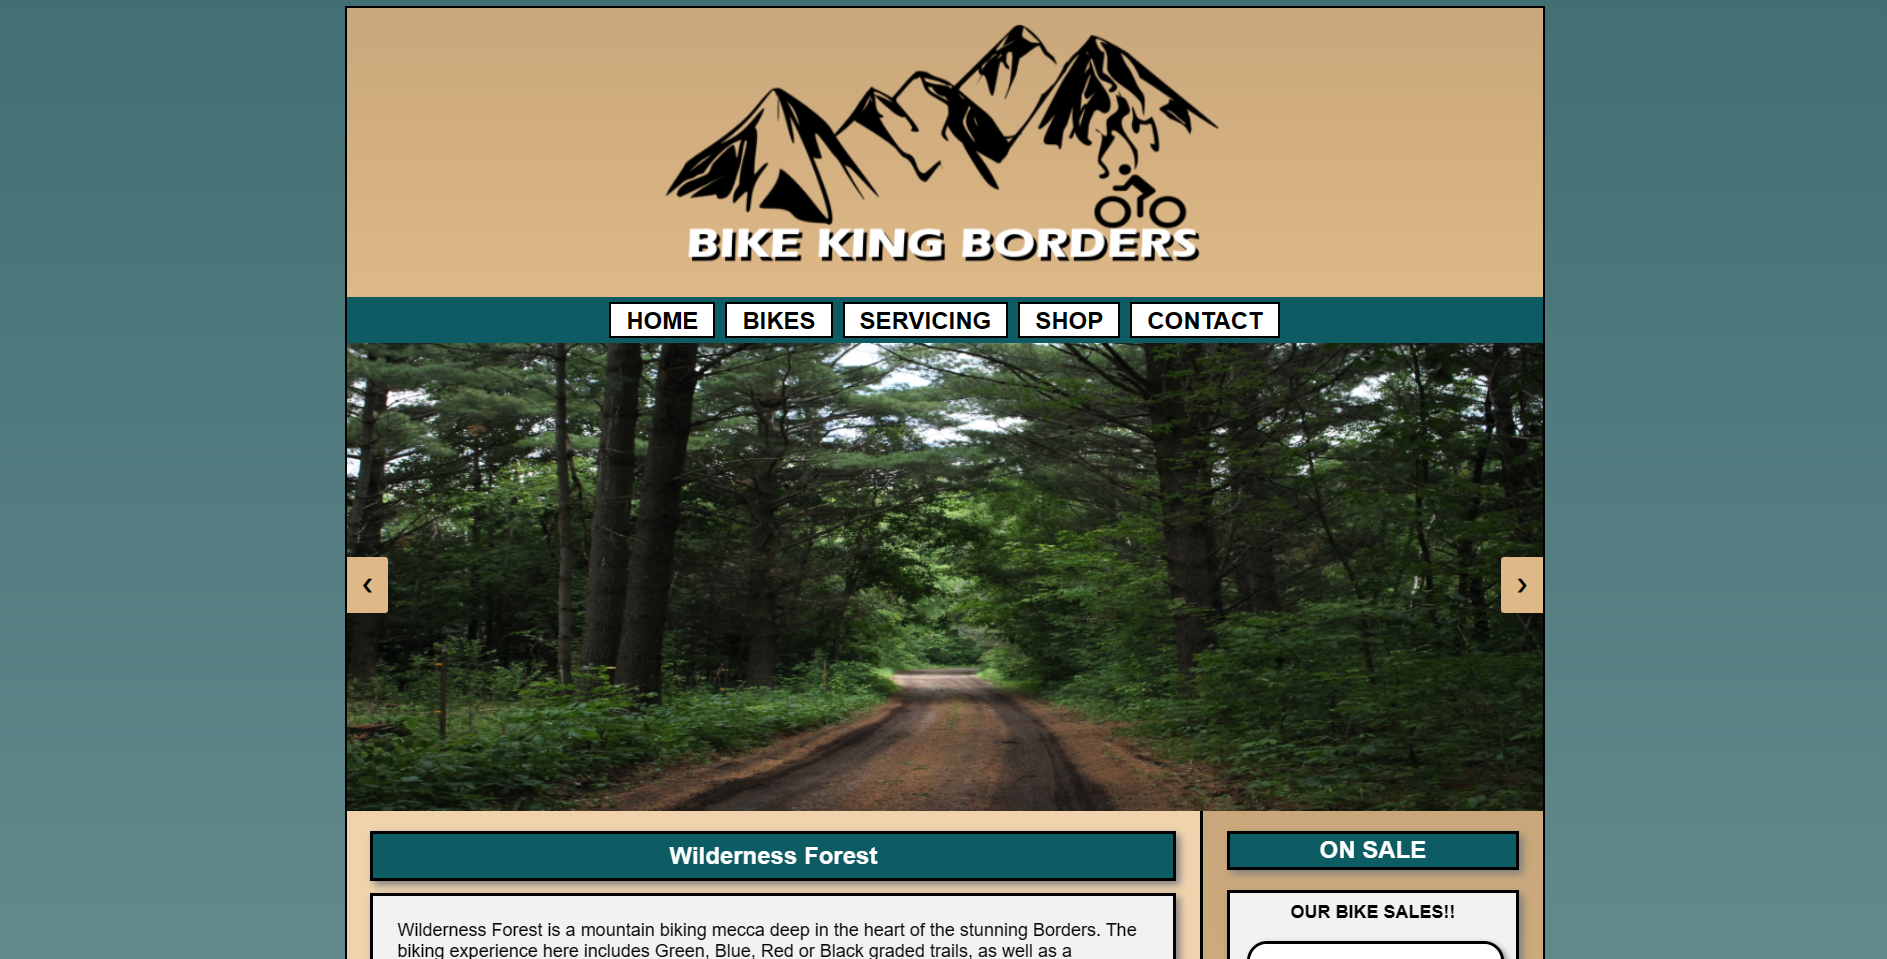 BIKE KING BORDERS
HOME BIKES SERVICING SHOP CONTACT
‹ ›
Wilderness Forest
ON SALE
Wilderness Forest is a mountain biking mecca deep in the heart of the stunning Borders. The
biking experience here includes Green, Blue, Red or Black graded trails, as well as a
OUR BIKE SALES!!